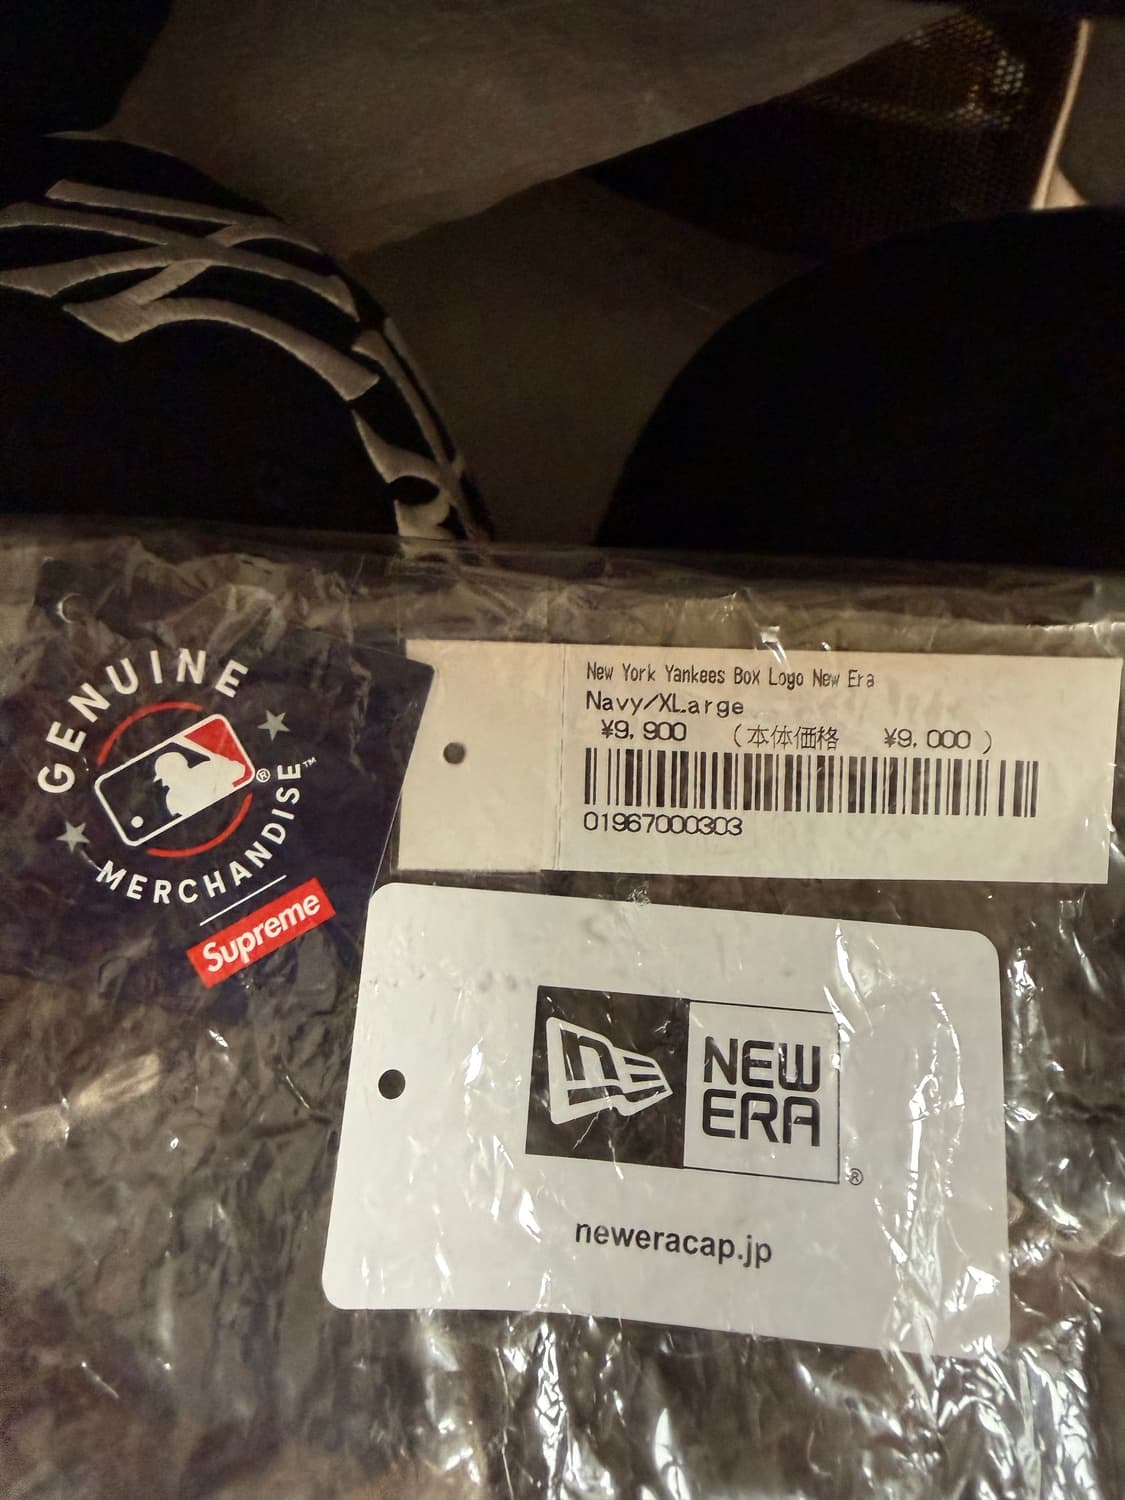 GENUINE
MERCHANDISE™
®
Supreme
New York Yankees Box Logo New Era
Navy/XLarge
¥9,900 (本体価格 ¥9,000 )
01967000303
NEW
ERA
®
neweracap.jp